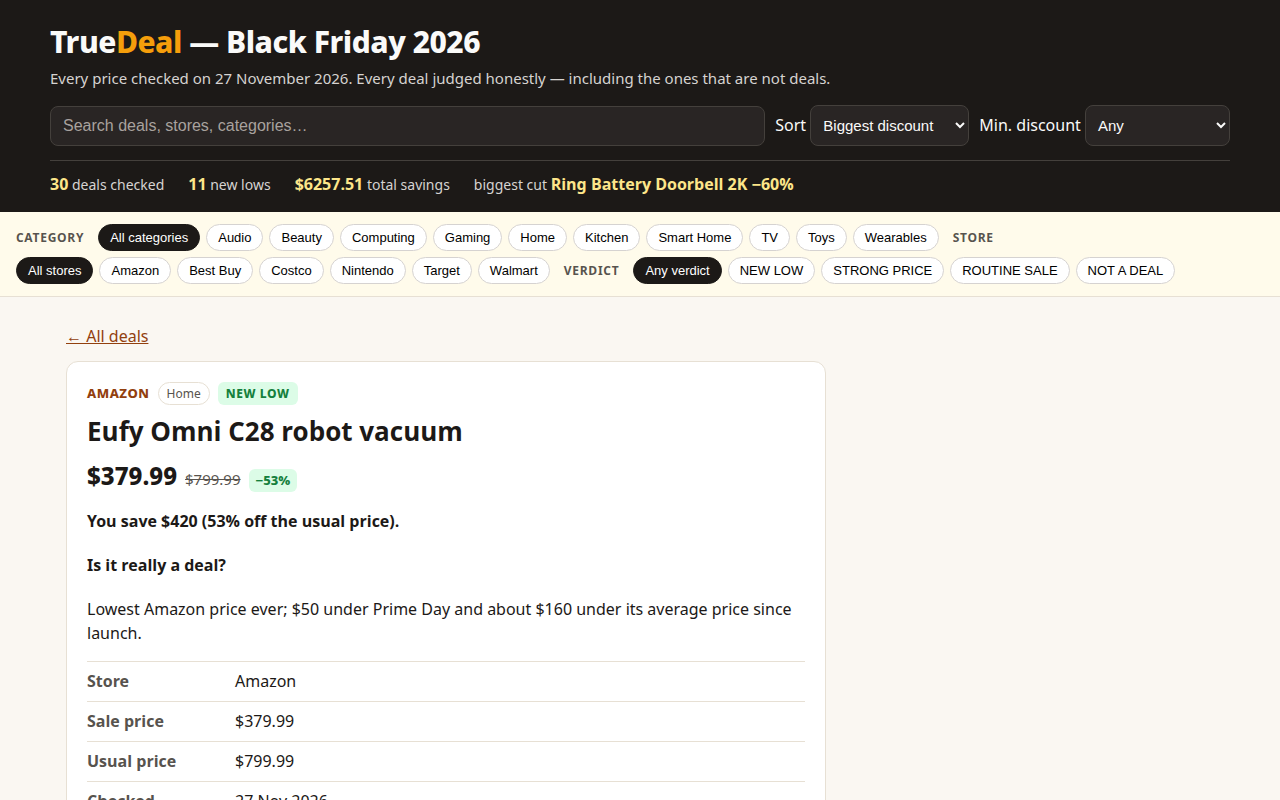 TrueDeal — Black Friday 2026
Every price checked on 27 November 2026. Every deal judged honestly — including the ones that are not deals.
Search deals, stores, categories… Sort Biggest discount Min. discount Any
30 deals checked 11 new lows $6257.51 total savings biggest cut Ring Battery Doorbell 2K −60%
CATEGORY All categories Audio Beauty Computing Gaming Home Kitchen Smart Home TV Toys Wearables STORE
All stores Amazon Best Buy Costco Nintendo Target Walmart VERDICT Any verdict NEW LOW STRONG PRICE ROUTINE SALE NOT A DEAL
← All deals
AMAZON Home NEW LOW
Eufy Omni C28 robot vacuum
$379.99 $799.99 −53%
You save $420 (53% off the usual price).
Is it really a deal?
Lowest Amazon price ever; $50 under Prime Day and about $160 under its average price since
launch.
Store Amazon
Sale price $379.99
Usual price $799.99
Checked 27 Nov 2026